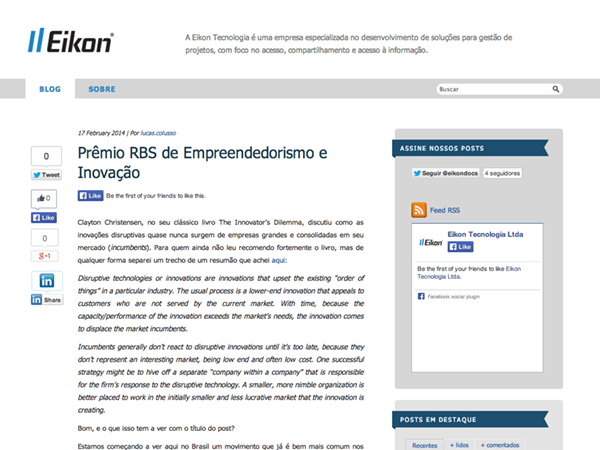 Eikon®
A Eikon Tecnologia é uma empresa especializada no desenvolvimento de soluções para gestão de
projetos, com foco no acesso, compartilhamento e acesso à informação.
BLOG
SOBRE
Buscar
0
Tweet
0
Like
0
g+1
in
in Share
17 February 2014 | Por lucas.colusso
Prêmio RBS de Empreendedorismo e
Inovação
Like Be the first of your friends to like this.
Clayton Christensen, no seu clássico livro The Innovator's Dilemma, discutiu como as
inovações disruptivas quase nunca surgem de empresas grandes e consolidadas em seu
mercado (incumbents). Para quem ainda não leu recomendo fortemente o livro, mas de
qualquer forma separei um trecho de um resumão que achei aqui:
Disruptive technologies or innovations are innovations that upset the existing "order of
things" in a particular industry. The usual process is a lower-end innovation that appeals to
customers who are not served by the current market. With time, because the
capacity/performance of the innovation exceeds the market's needs, the innovation comes
to displace the market incumbents.
Incumbents generally don't react to disruptive innovations until it's too late, because they
don't represent an interesting market, being low end and often low cost. One successful
strategy might be to hive off a separate "company within a company" that is responsible
for the firm's response to the disruptive technology. A smaller, more nimble organization is
better placed to work in the initially smaller and less lucrative market that the innovation is
creating.
Bom, e o que isso tem a ver com o título do post?
Estamos começando a ver aqui no Brasil um movimento que já é bem mais comum nos
ASSINE NOSSOS POSTS
Seguir @eikondocs
4 seguidores
Feed RSS
Eikon
Eikon Tecnologia Ltda
Like
Be the first of your friends to like Eikon
Tecnologia Ltda.
Facebook social plugin
POSTS EM DESTAQUE
Recentes
+ lidos
+ comentados